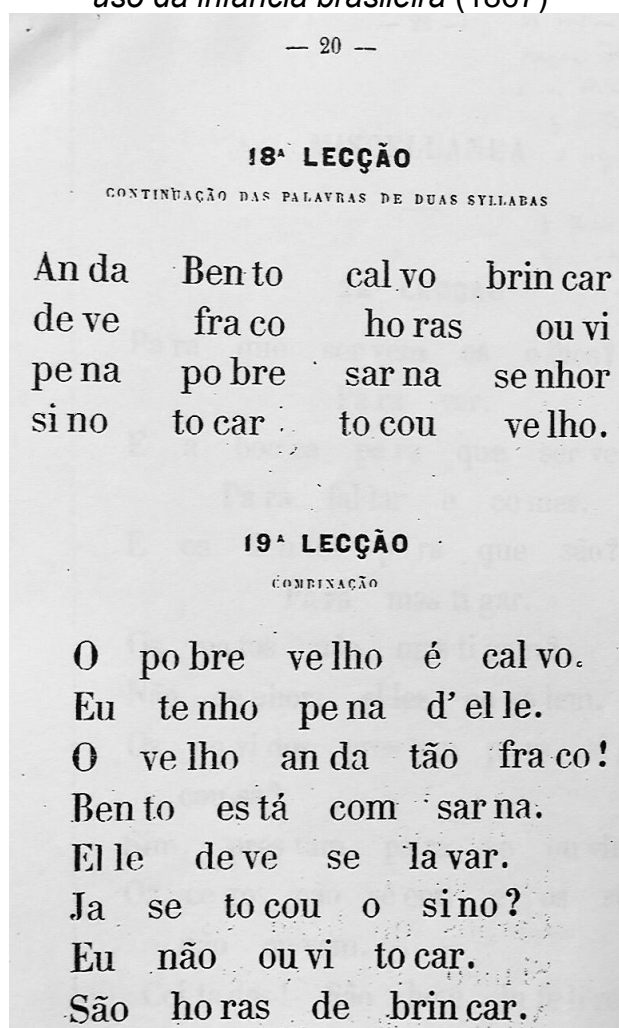 uso da infância brasileira (1867)
— 20 —
18ᴬ LECÇÃO
CONTINUAÇÃO DAS PALAVRAS DE DUAS SYLLABAS
An da Ben to cal vo brin car
de ve fra co ho ras ou vi
pe na po bre sar na se nhor
si no to car to cou ve lho.
19ᴬ LECÇÃO
COMBINAÇÃO
O po bre ve lho é cal vo.
Eu te nho pe na d' el le.
O ve lho an da tão fra co!
Ben to es tá com sar na.
El le de ve se la var.
Ja se to cou o si no?
Eu não ou vi to car.
São ho ras de brin car.